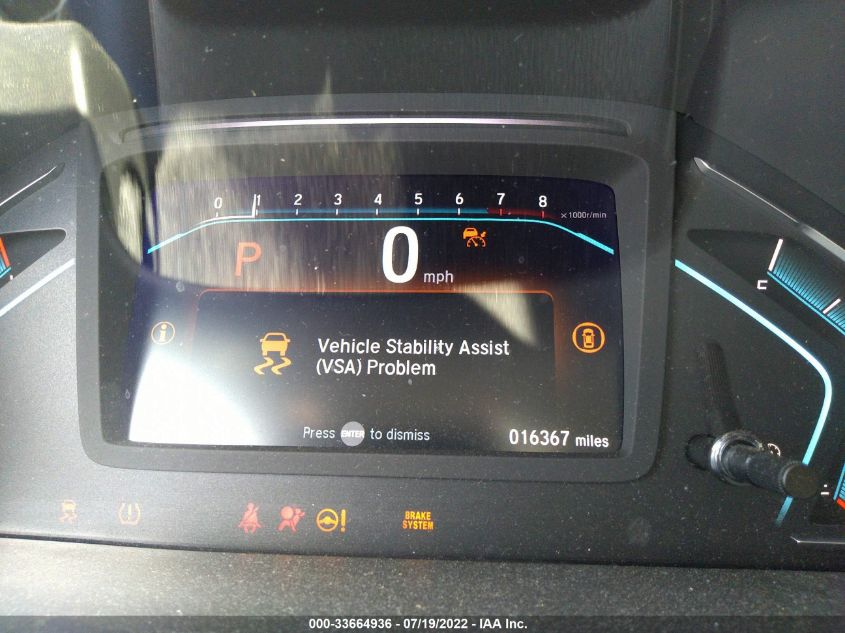 0 1 2 3 4 5 6 7 8
×1000r/min
P 0 mph
Vehicle Stability Assist
(VSA) Problem
Press ENTER to dismiss
016367 miles
C
BRAKE
SYSTEM
000-33664936 - 07/19/2022 - IAA Inc.